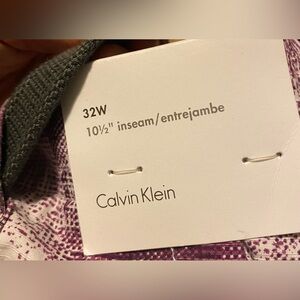 32W
10½" inseam/entrejambe
Calvin Klein